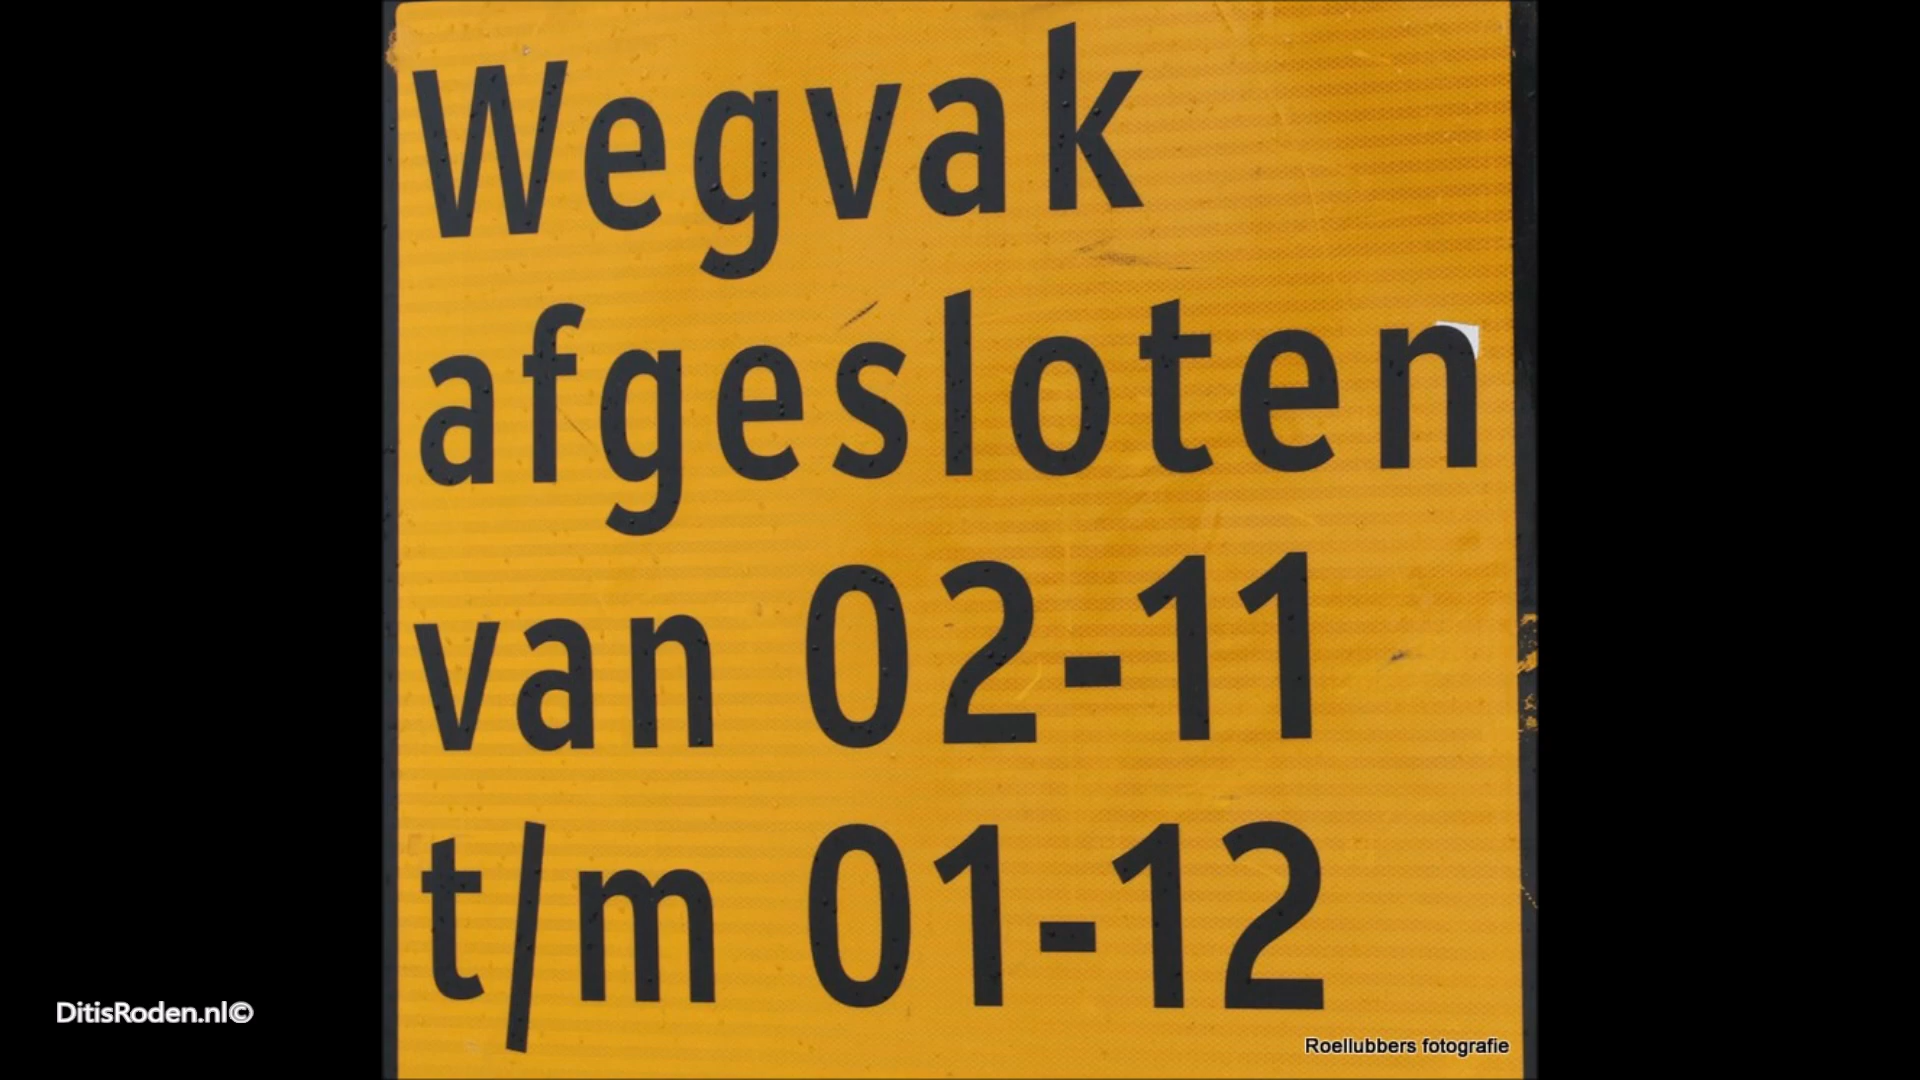 Wegvak
afgesloten
van 02-11
t/m 01-12
DitisRoden.nl©
Roellubbers fotografie